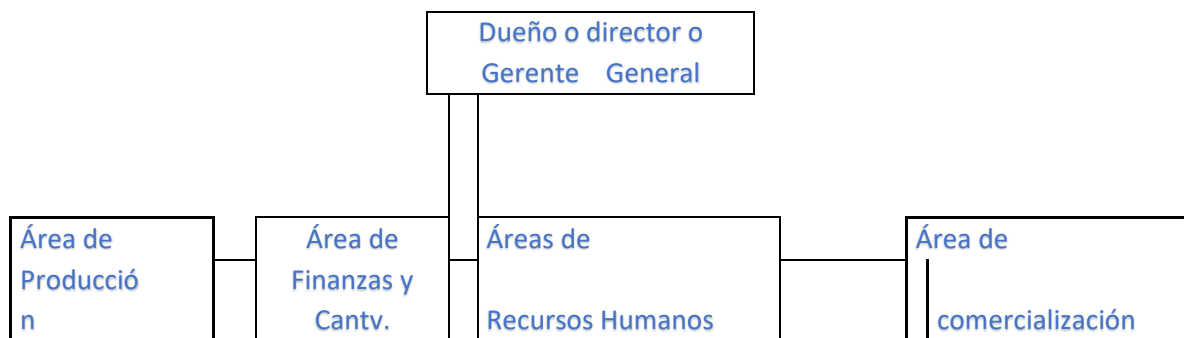 Dueño o director o
Gerente General
Área de
Producció
n
Área de
Finanzas y
Cantv.
Áreas de
Recursos Humanos
Área de
comercialización